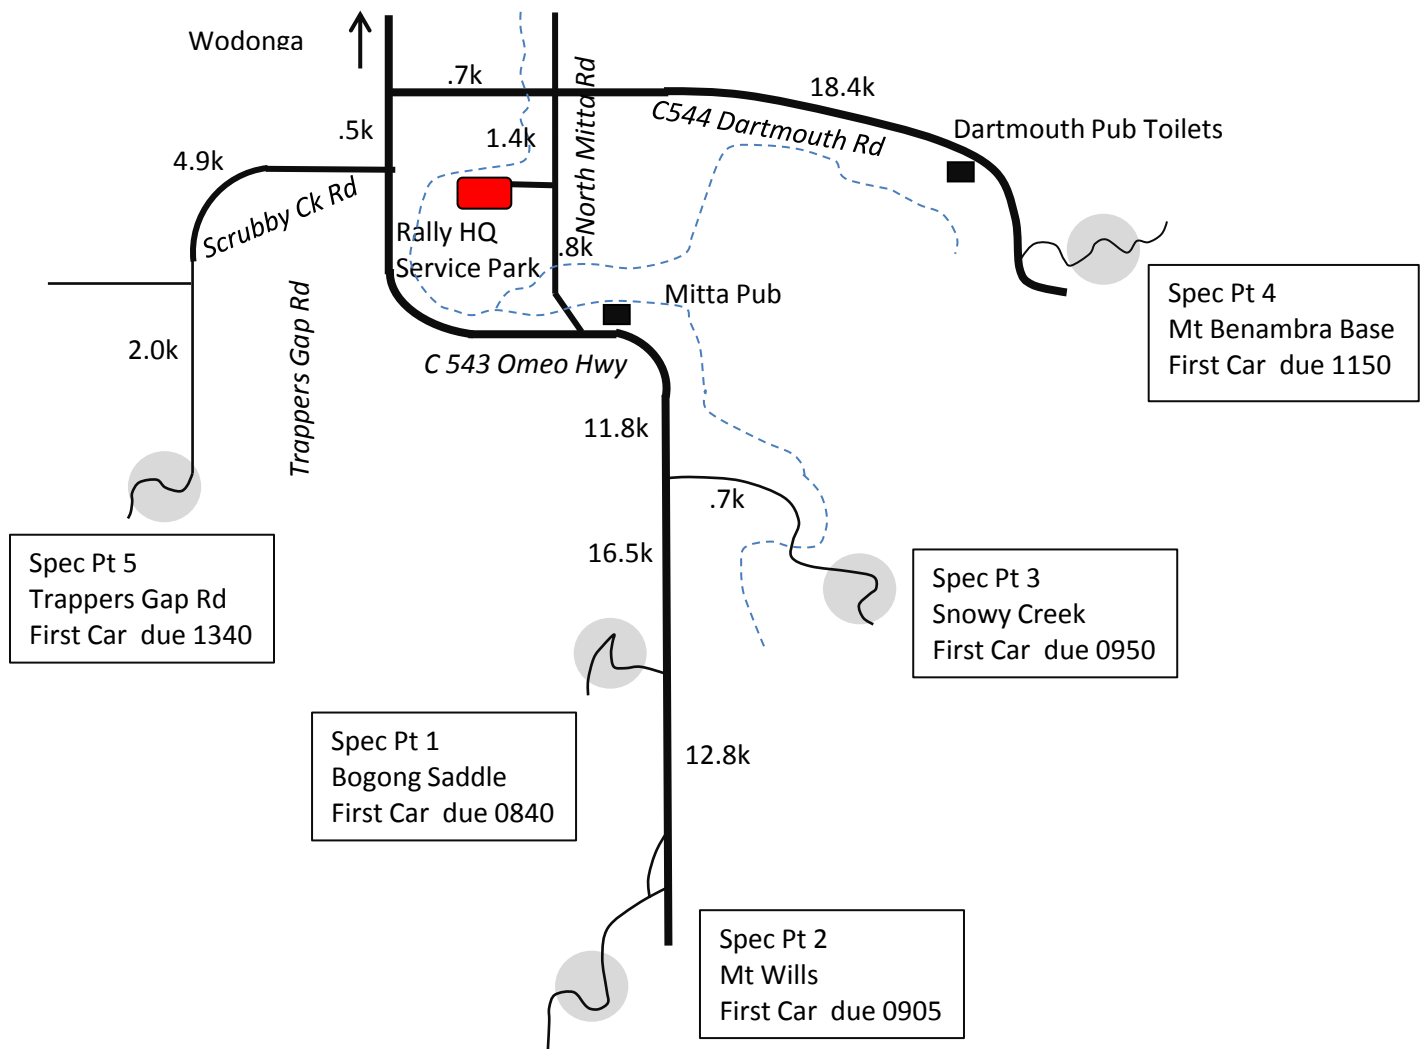 Wodonga
.7k
18.4k
North Mitta Rd
C544 Dartmouth Rd
Dartmouth Pub Toilets
.5k
1.4k
4.9k
Scrubby Ck Rd
Rally HQ
Service Park
.8k
Mitta Pub
Spec Pt 4
Mt Benambra Base
First Car due 1150
2.0k
Trappers Gap Rd
C 543 Omeo Hwy
11.8k
.7k
16.5k
Spec Pt 5
Trappers Gap Rd
First Car due 1340
Spec Pt 3
Snowy Creek
First Car due 0950
Spec Pt 1
Bogong Saddle
First Car due 0840
12.8k
Spec Pt 2
Mt Wills
First Car due 0905